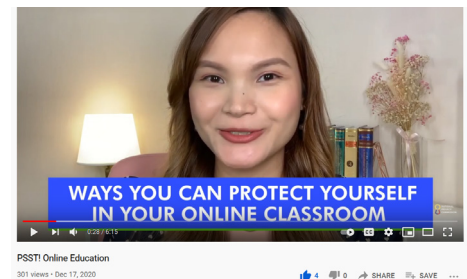 WAYS YOU CAN PROTECT YOURSELF
IN YOUR ONLINE CLASSROOM
0:28 / 6:15
CC
PSST! Online Education
301 views • Dec 17, 2020
4
0
SHARE
SAVE